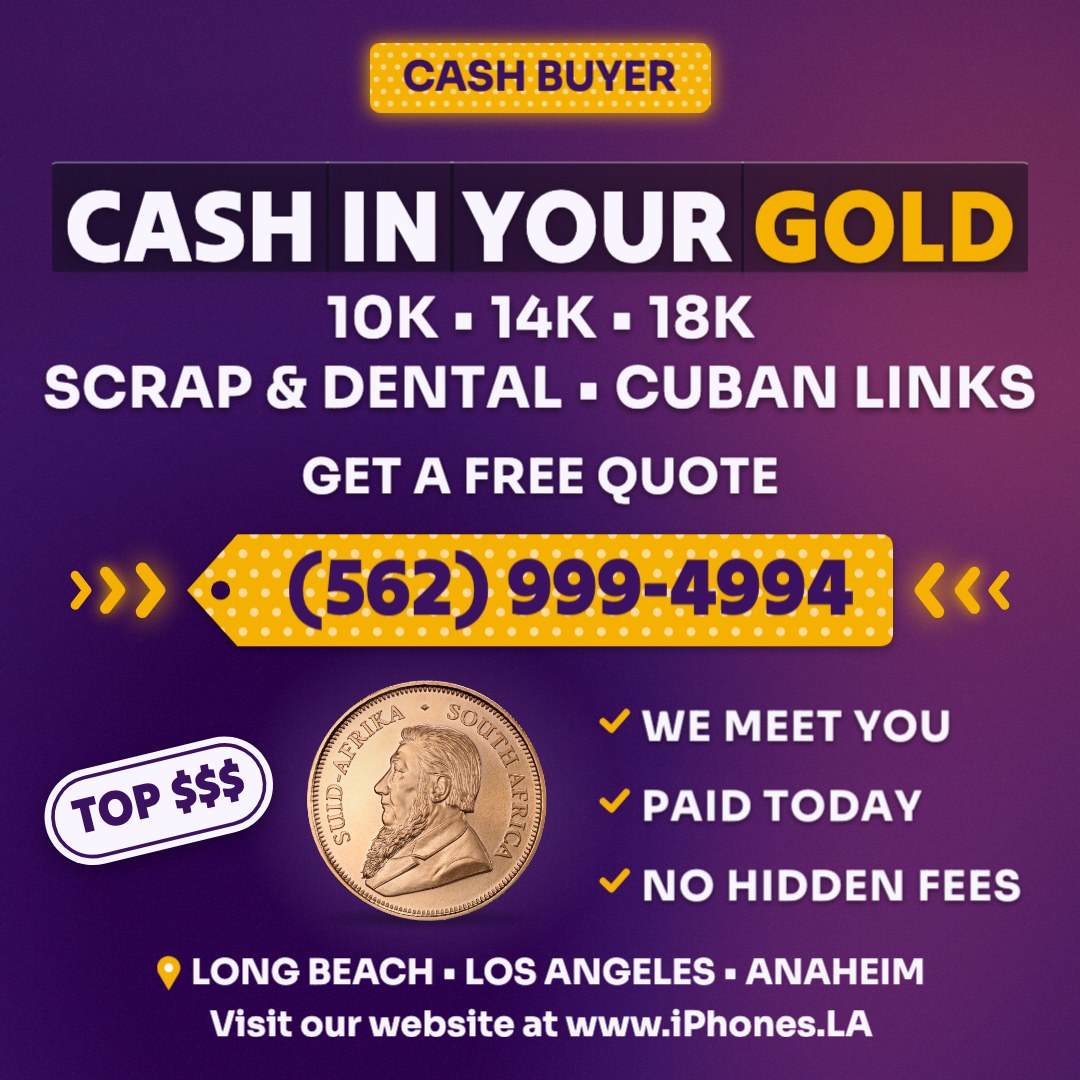 CASH BUYER
CASH IN YOUR GOLD
10K ▪ 14K ▪ 18K
SCRAP & DENTAL ▪ CUBAN LINKS
GET A FREE QUOTE
(562) 999-4994
TOP $$$
SUID-AFRIKA · SOUTH AFRICA
WE MEET YOU
PAID TODAY
NO HIDDEN FEES
LONG BEACH ▪ LOS ANGELES ▪ ANAHEIM
Visit our website at www.iPhones.LA